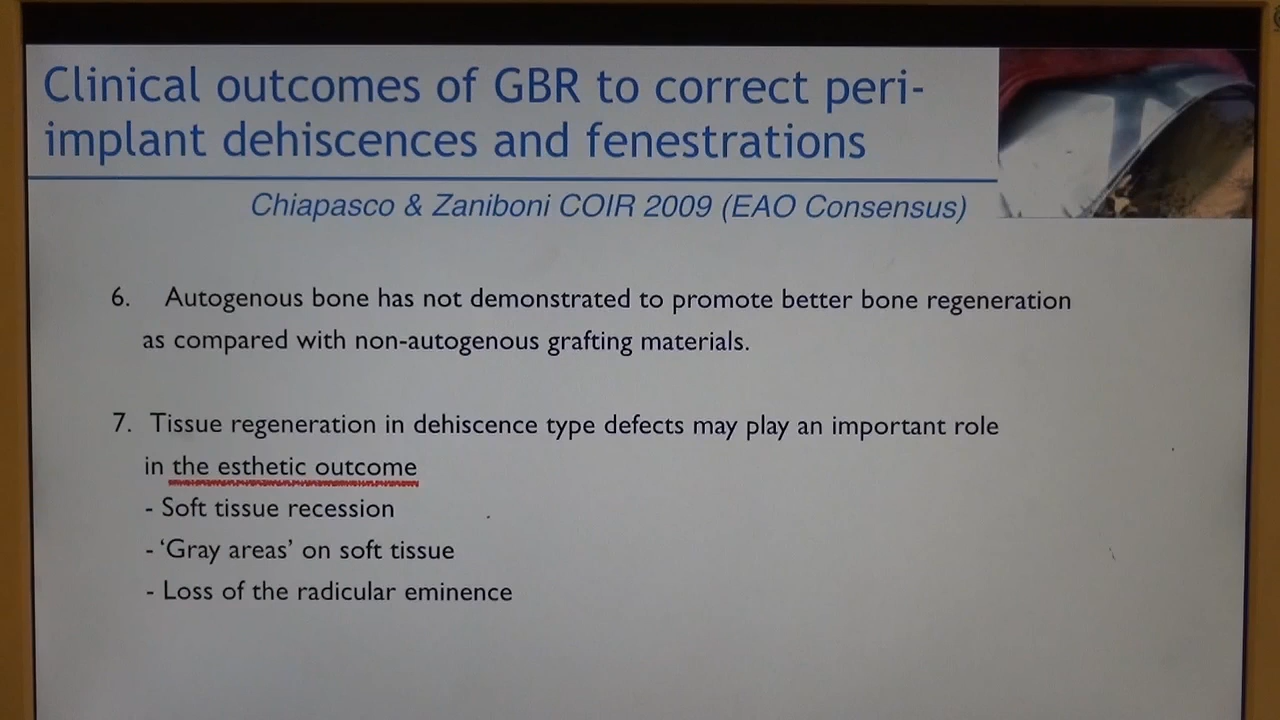 Clinical outcomes of GBR to correct peri-
implant dehiscences and fenestrations
Chiapasco & Zaniboni COIR 2009 (EAO Consensus)
6. Autogenous bone has not demonstrated to promote better bone regeneration
as compared with non-autogenous grafting materials.
7. Tissue regeneration in dehiscence type defects may play an important role
in the esthetic outcome
- Soft tissue recession
- ‘Gray areas’ on soft tissue
- Loss of the radicular eminence